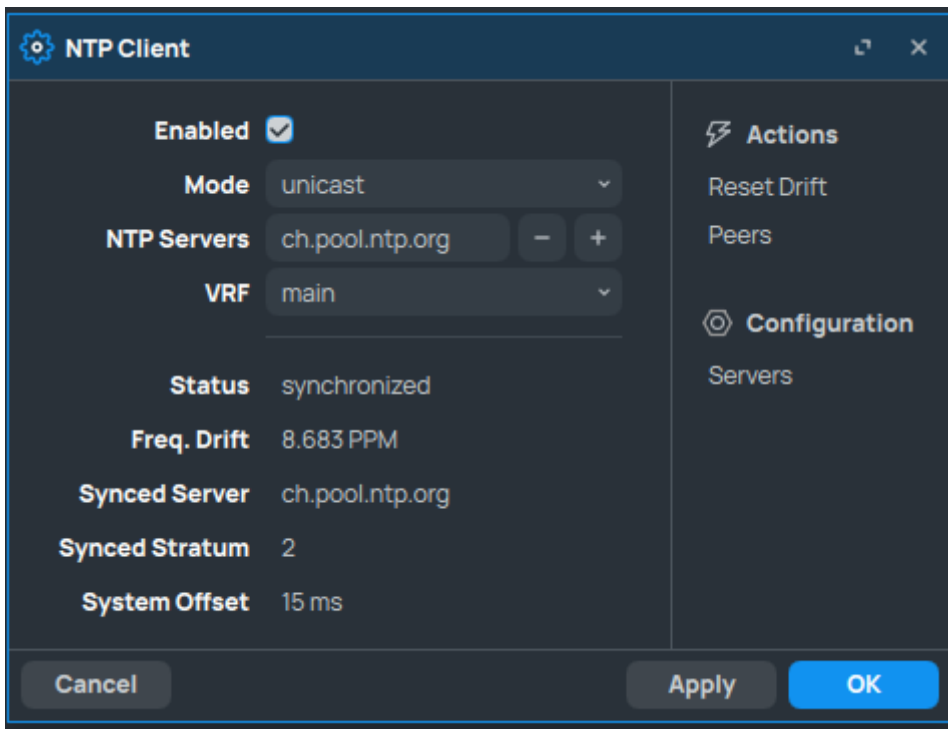 NTP Client
Enabled
Mode unicast
NTP Servers ch.pool.ntp.org − +
VRF main
Status synchronized
Freq. Drift 8.683 PPM
Synced Server ch.pool.ntp.org
Synced Stratum 2
System Offset 15 ms
Actions
Reset Drift
Peers
Configuration
Servers
Cancel Apply OK